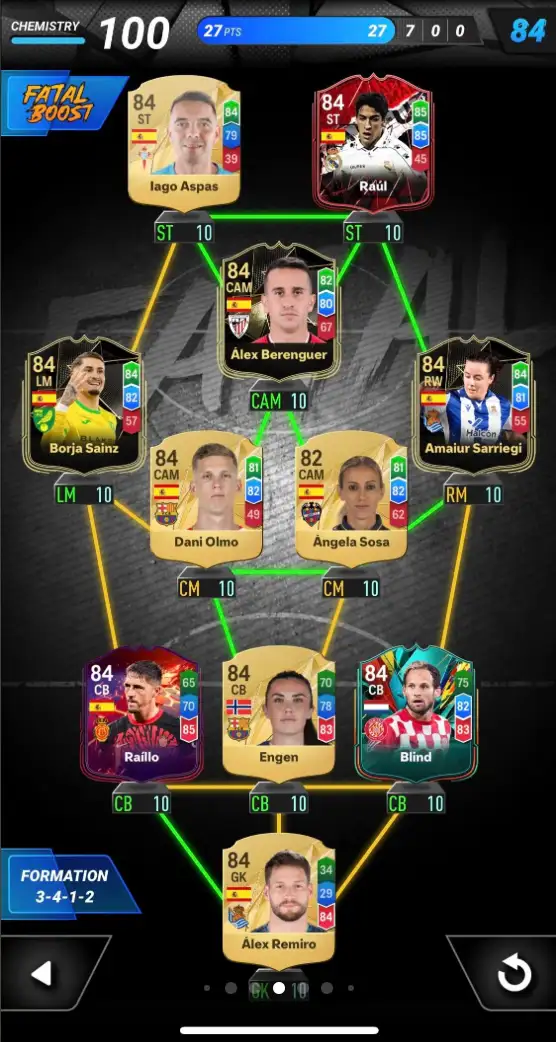 CHEMISTRY 100 27 PTS 27 7 0 0 84
FATAL
BOOST
84
ST
84
79
39
Iago Aspas
ST 10
84
ST
85
85
45
Raúl
ST 10
84
CAM
82
80
67
Álex Berenguer
CAM 10
84
LM
84
82
57
Borja Sainz
LM 10
84
RW
84
81
55
Halcon
Amaiur Sarriegi
RM 10
84
CAM
81
82
49
Dani Olmo
CM 10
82
CAM
81
82
62
Ángela Sosa
CM 10
84
CB
65
70
85
Raíllo
CB 10
84
CB
70
78
83
Engen
CB 10
84
CB
75
82
83
Blind
CB 10
84
GK
34
29
84
Álex Remiro
GK 10
FORMATION
3-4-1-2